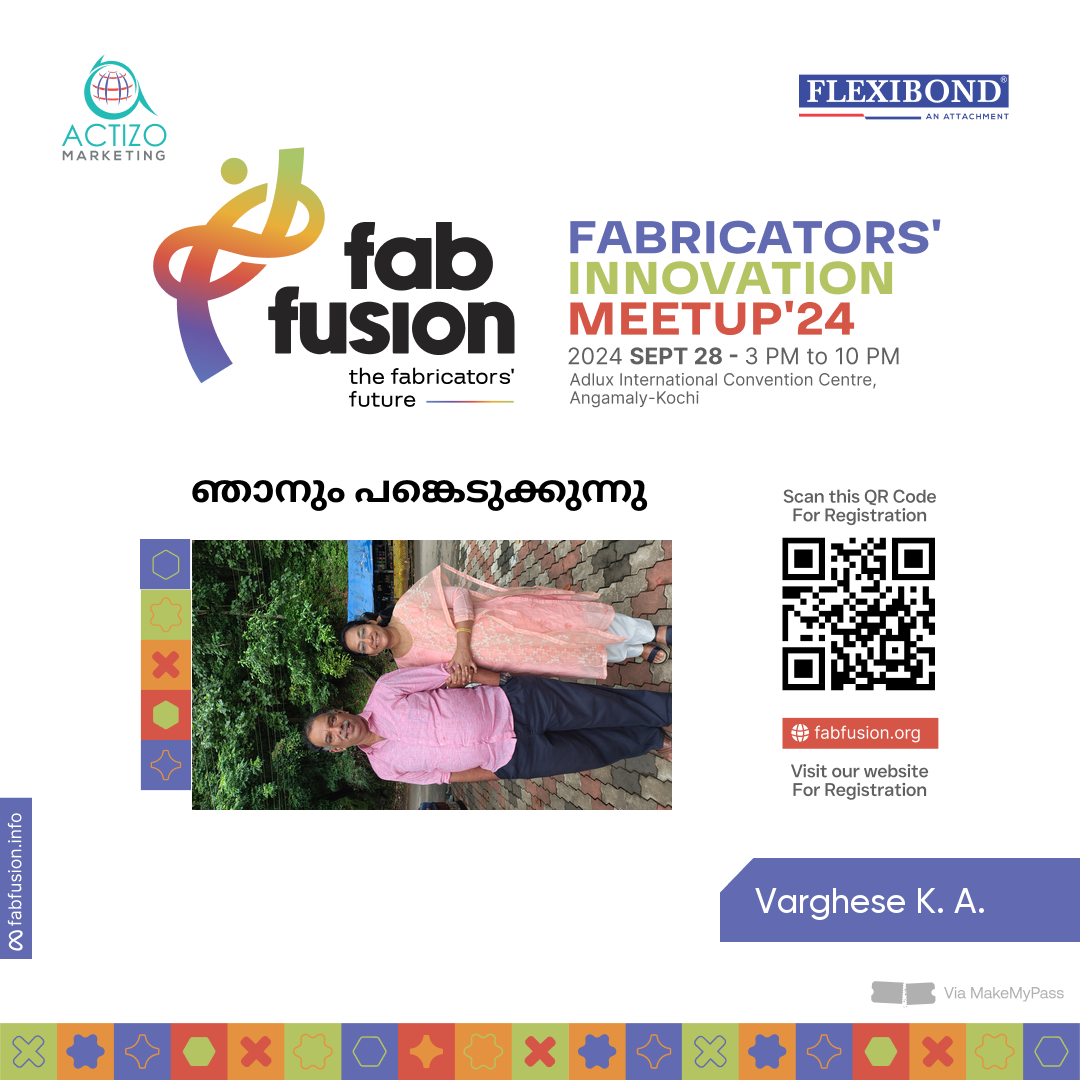 ACTIZO
MARKETING
FLEXIBOND®
AN ATTACHMENT
fab
fusion
the fabricators'
future
FABRICATORS'
INNOVATION
MEETUP'24
2024 SEPT 28 - 3 PM to 10 PM
Adlux International Convention Centre,
Angamaly-Kochi
ഞാനും പങ്കെടുക്കുന്നു
Scan this QR Code
For Registration
fabfusion.org
Visit our website
For Registration
fabfusion.info
Varghese K. A.
Via MakeMyPass